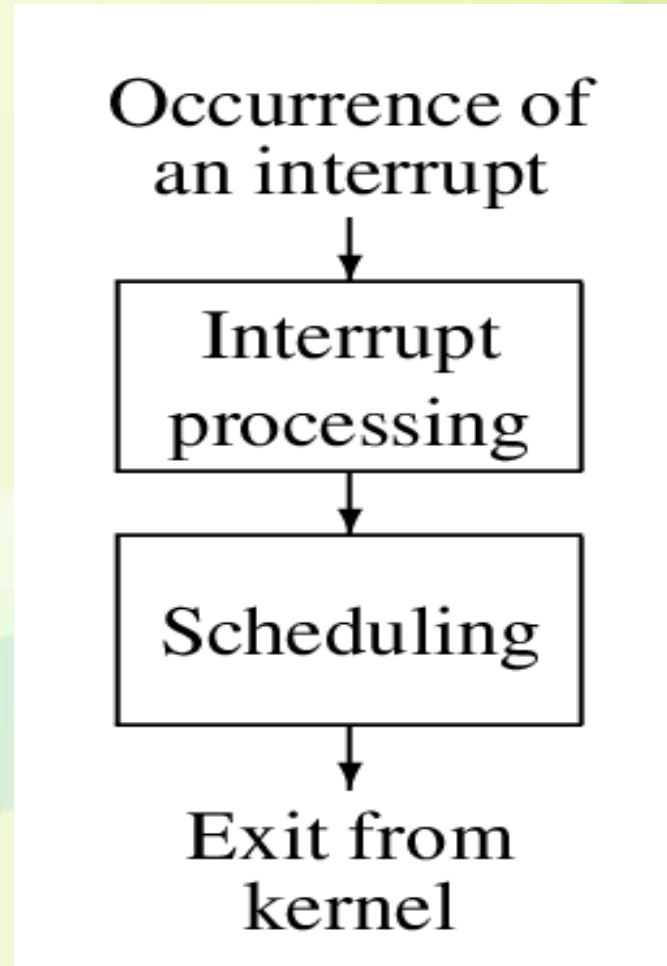 Occurrence of
an interrupt
Interrupt
processing
Scheduling
Exit from
kernel